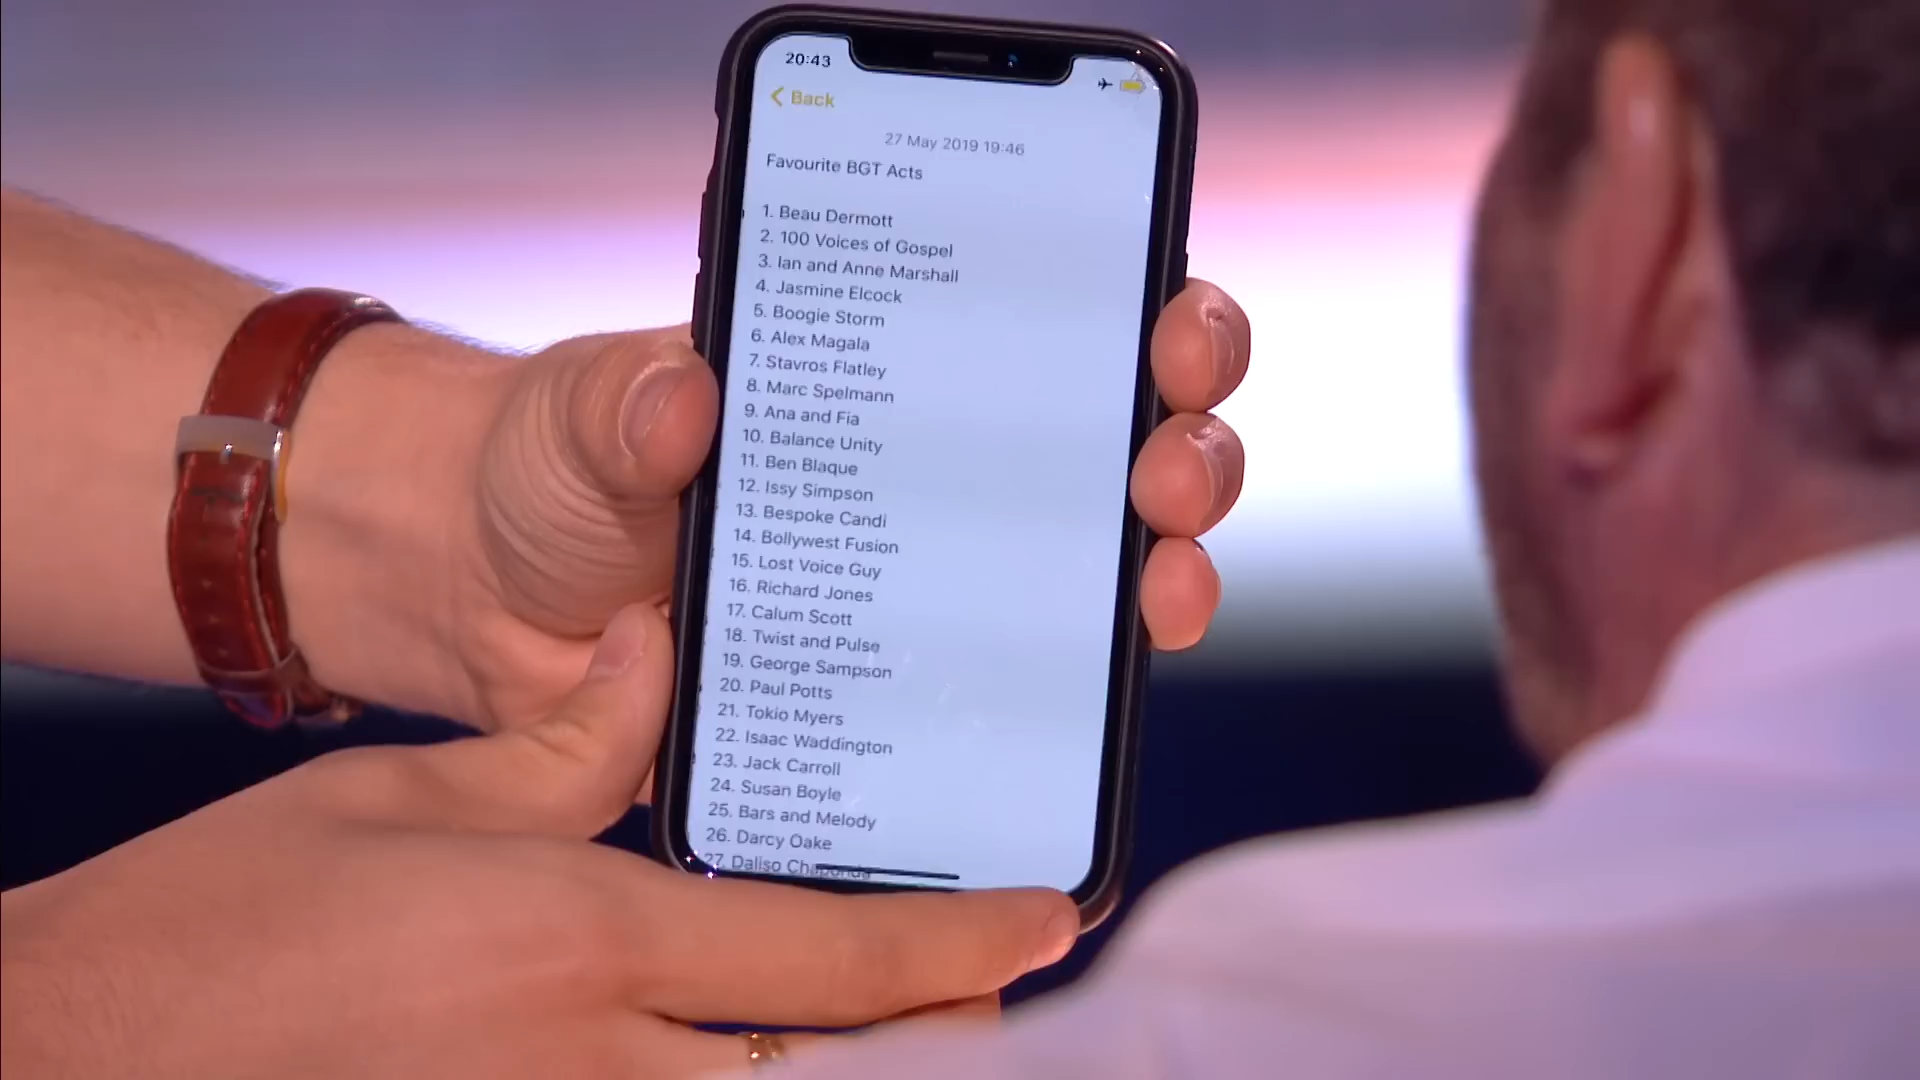 20:43
Back
27 May 2019 19:46
Favourite BGT Acts
1. Beau Dermott
2. 100 Voices of Gospel
3. Ian and Anne Marshall
4. Jasmine Elcock
5. Boogie Storm
6. Alex Magala
7. Stavros Flatley
8. Marc Spelmann
9. Ana and Fia
10. Balance Unity
11. Ben Blaque
12. Issy Simpson
13. Bespoke Candi
14. Bollywest Fusion
15. Lost Voice Guy
16. Richard Jones
17. Calum Scott
18. Twist and Pulse
19. George Sampson
20. Paul Potts
21. Tokio Myers
22. Isaac Waddington
23. Jack Carroll
24. Susan Boyle
25. Bars and Melody
26. Darcy Oake
27. Daliso Chaponda